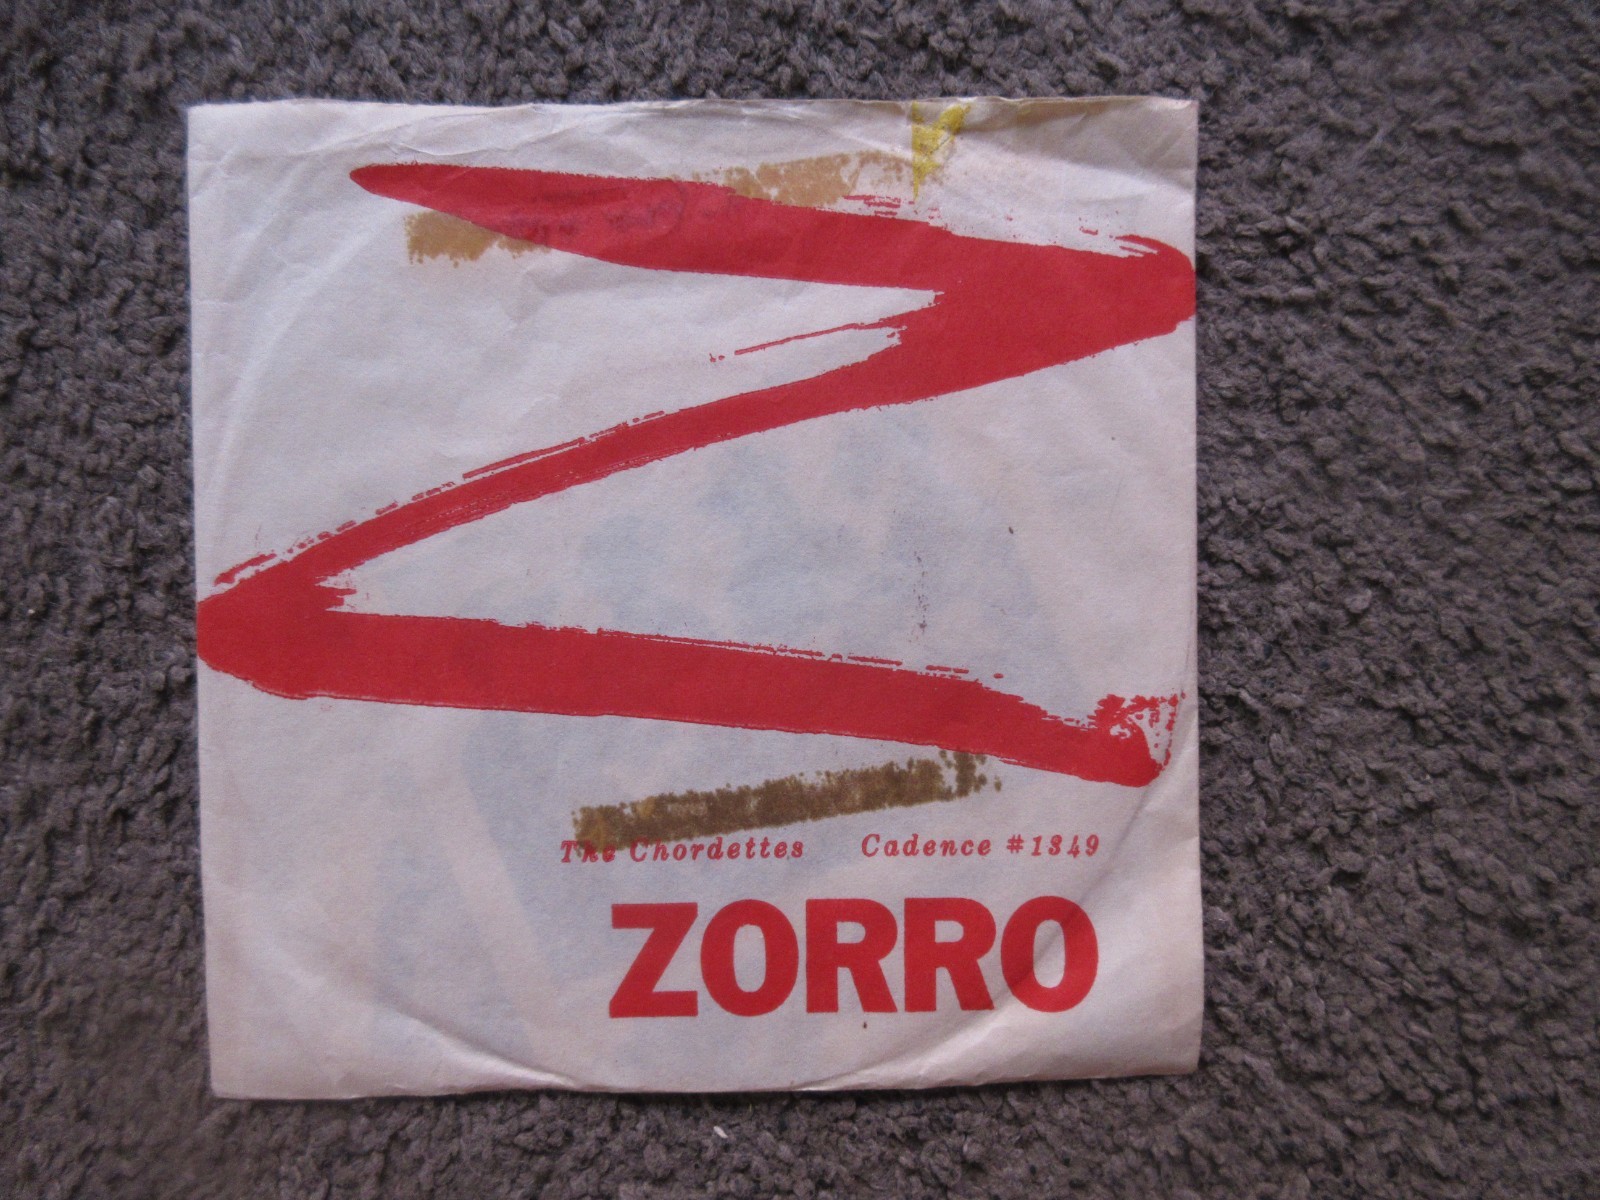 The Chordettes Cadence #1349
ZORRO